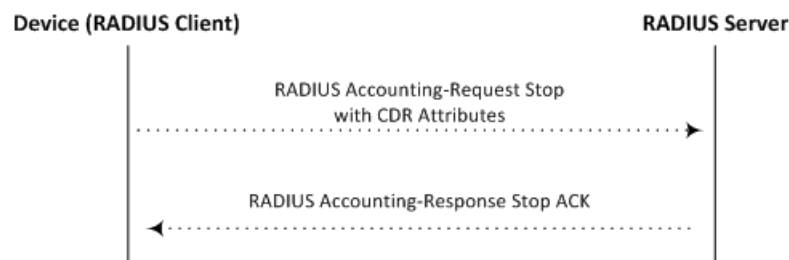 Device (RADIUS Client)
RADIUS Server
RADIUS Accounting-Request Stop
with CDR Attributes
RADIUS Accounting-Response Stop ACK